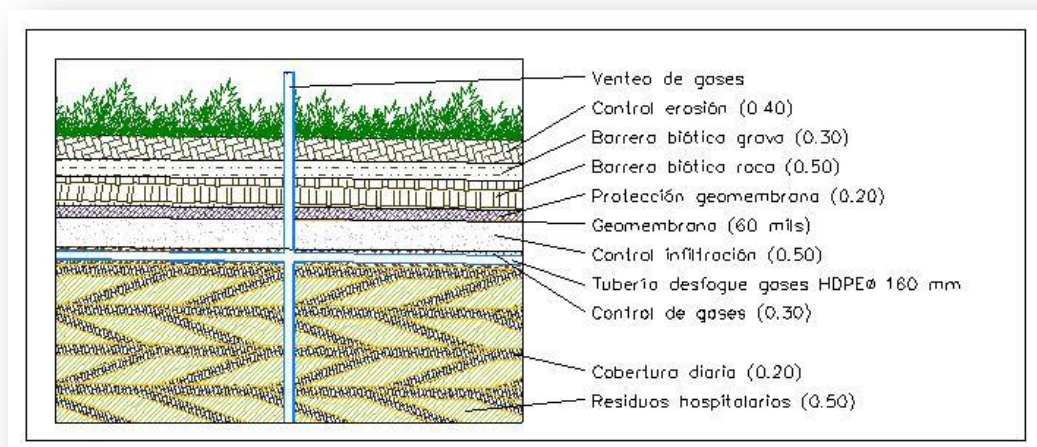 Venteo de gases
Control erosión (0.40)
Barrera biótica grava (0.30)
Barrera biótica roca (0.50)
Protección geomembrana (0.20)
Geomembrana (60 mils)
Control infiltración (0.50)
Tubería desfogue gases HDPEø 160 mm
Control de gases (0.30)
Cobertura diaria (0.20)
Residuos hospitalarios (0.50)